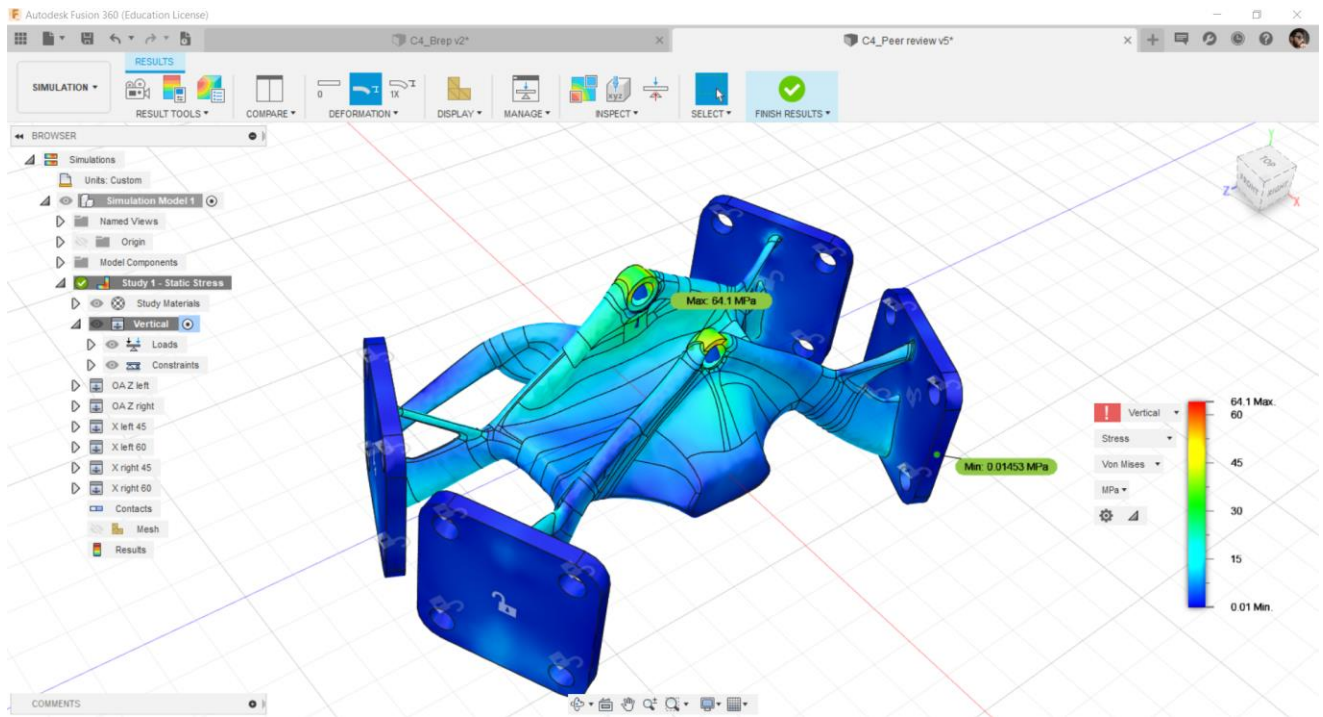 Autodesk Fusion 360 (Education License)
C4_Brep v2*
C4_Peer review v5*
RESULTS
SIMULATION
0
1X
xyz
RESULT TOOLS
COMPARE
DEFORMATION
DISPLAY
MANAGE
INSPECT
SELECT
FINISH RESULTS
BROWSER
Simulations
Units: Custom
Simulation Model 1
Named Views
Origin
Model Components
Study 1 - Static Stress
Study Materials
Vertical
Loads
Constraints
OA Z left
OA Z right
X left 45
X left 60
X right 45
X right 60
Contacts
Mesh
Results
Max: 64.1 MPa
Min: 0.01453 MPa
Y
TOP
FRONT
RIGHT
Z
X
Vertical
Stress
Von Mises
MPa
64.1 Max.
60
45
30
15
0.01 Min.
COMMENTS